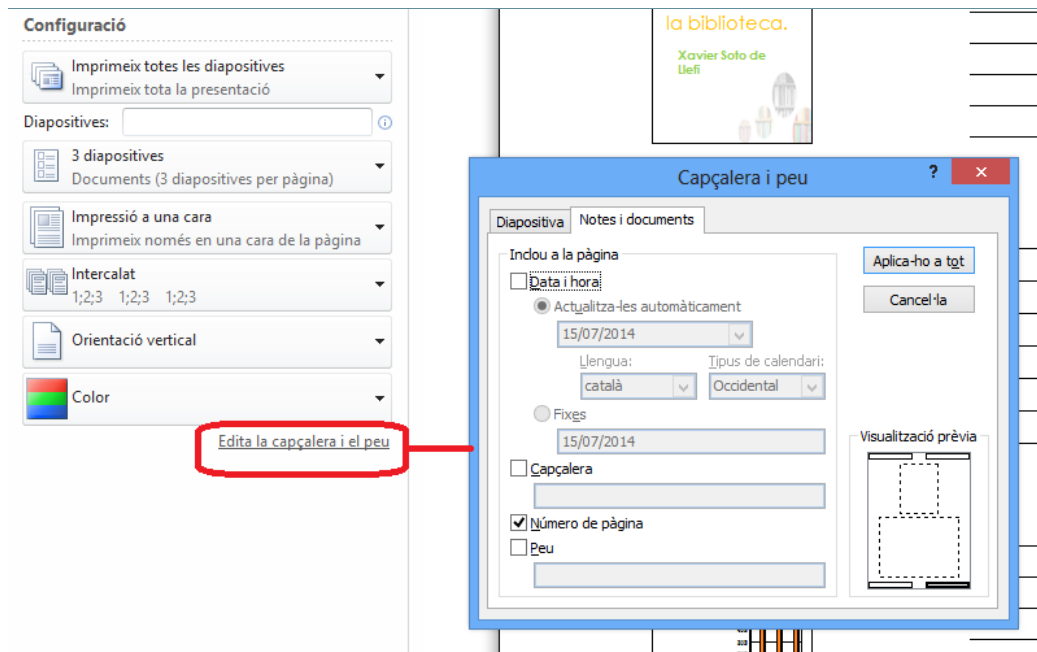 Configuració
Imprimeix totes les diapositives
Imprimeix tota la presentació
Diapositives:
3 diapositives
Documents (3 diapositives per pàgina)
Impressió a una cara
Imprimeix només en una cara de la pàgina
Intercalat
1;2;3 1;2;3 1;2;3
Orientació vertical
Color
Edita la capçalera i el peu
la biblioteca.
Xavier Soto de
Llefi
Capçalera i peu
?
Diapositiva
Notes i documents
Inclou a la pàgina
Data i hora
Actualitza-les automàticament
15/07/2014
Llengua:
Tipus de calendari:
català
Occidental
Fixes
15/07/2014
Capçalera
Número de pàgina
Peu
Aplica-ho a tot
Cancel·la
Visualització prèvia